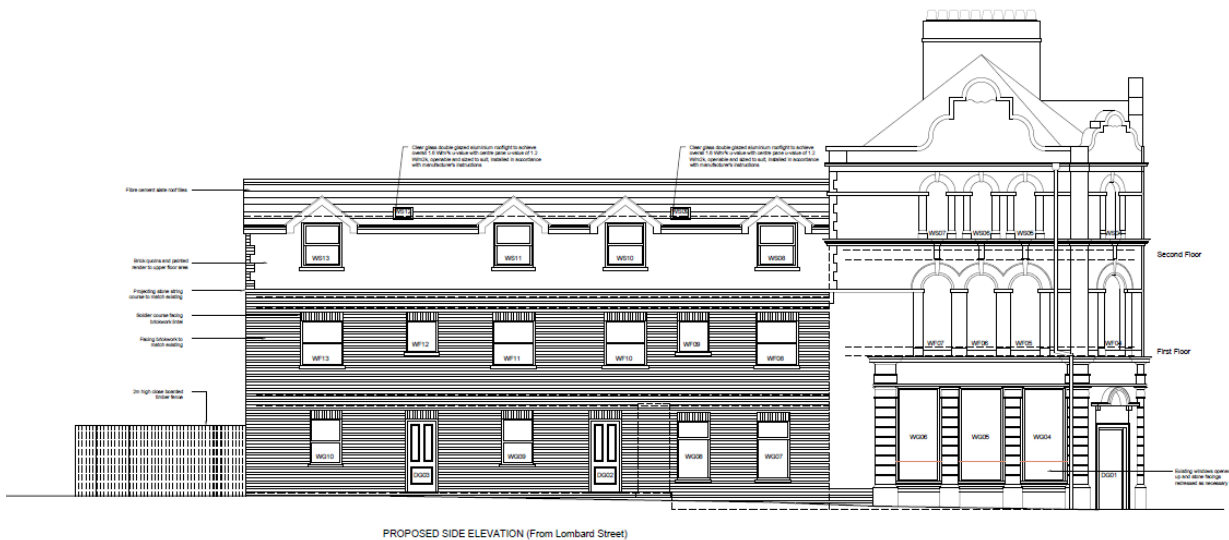 Clear glass double glazed aluminium rooflight to achieve
overall 1.6 W/m²k u-value with centre pane u-value of 1.2
W/m2k, openable and sized to suit, installed in accordance
with manufacturer's instructions
Clear glass double glazed aluminium rooflight to achieve
overall 1.6 W/m²k u-value with centre pane u-value of 1.2
W/m2k, openable and sized to suit, installed in accordance
with manufacturer's instructions
Fibre cement slate roof tiles
WS12
WS09
WS07
WS06
WS05
WS04
Brick quoins and painted
render to upper floor area
WS13
WS11
WS10
WS08
Second Floor
Projecting stone string
course to match existing
Soldier course facing
brickwork lintel
Facing brickwork to
match existing
WF13
WF12
WF11
WF10
WF09
WF08
WF07
WF06
WF05
WF04
First Floor
2m high close boarded
timber fence
WG10
DG03
WG09
DG02
WG08
WG07
WG06
WG05
WG04
DG01
Existing windows opened
up and stone facings
redressed as necessary
PROPOSED SIDE ELEVATION (From Lombard Street)